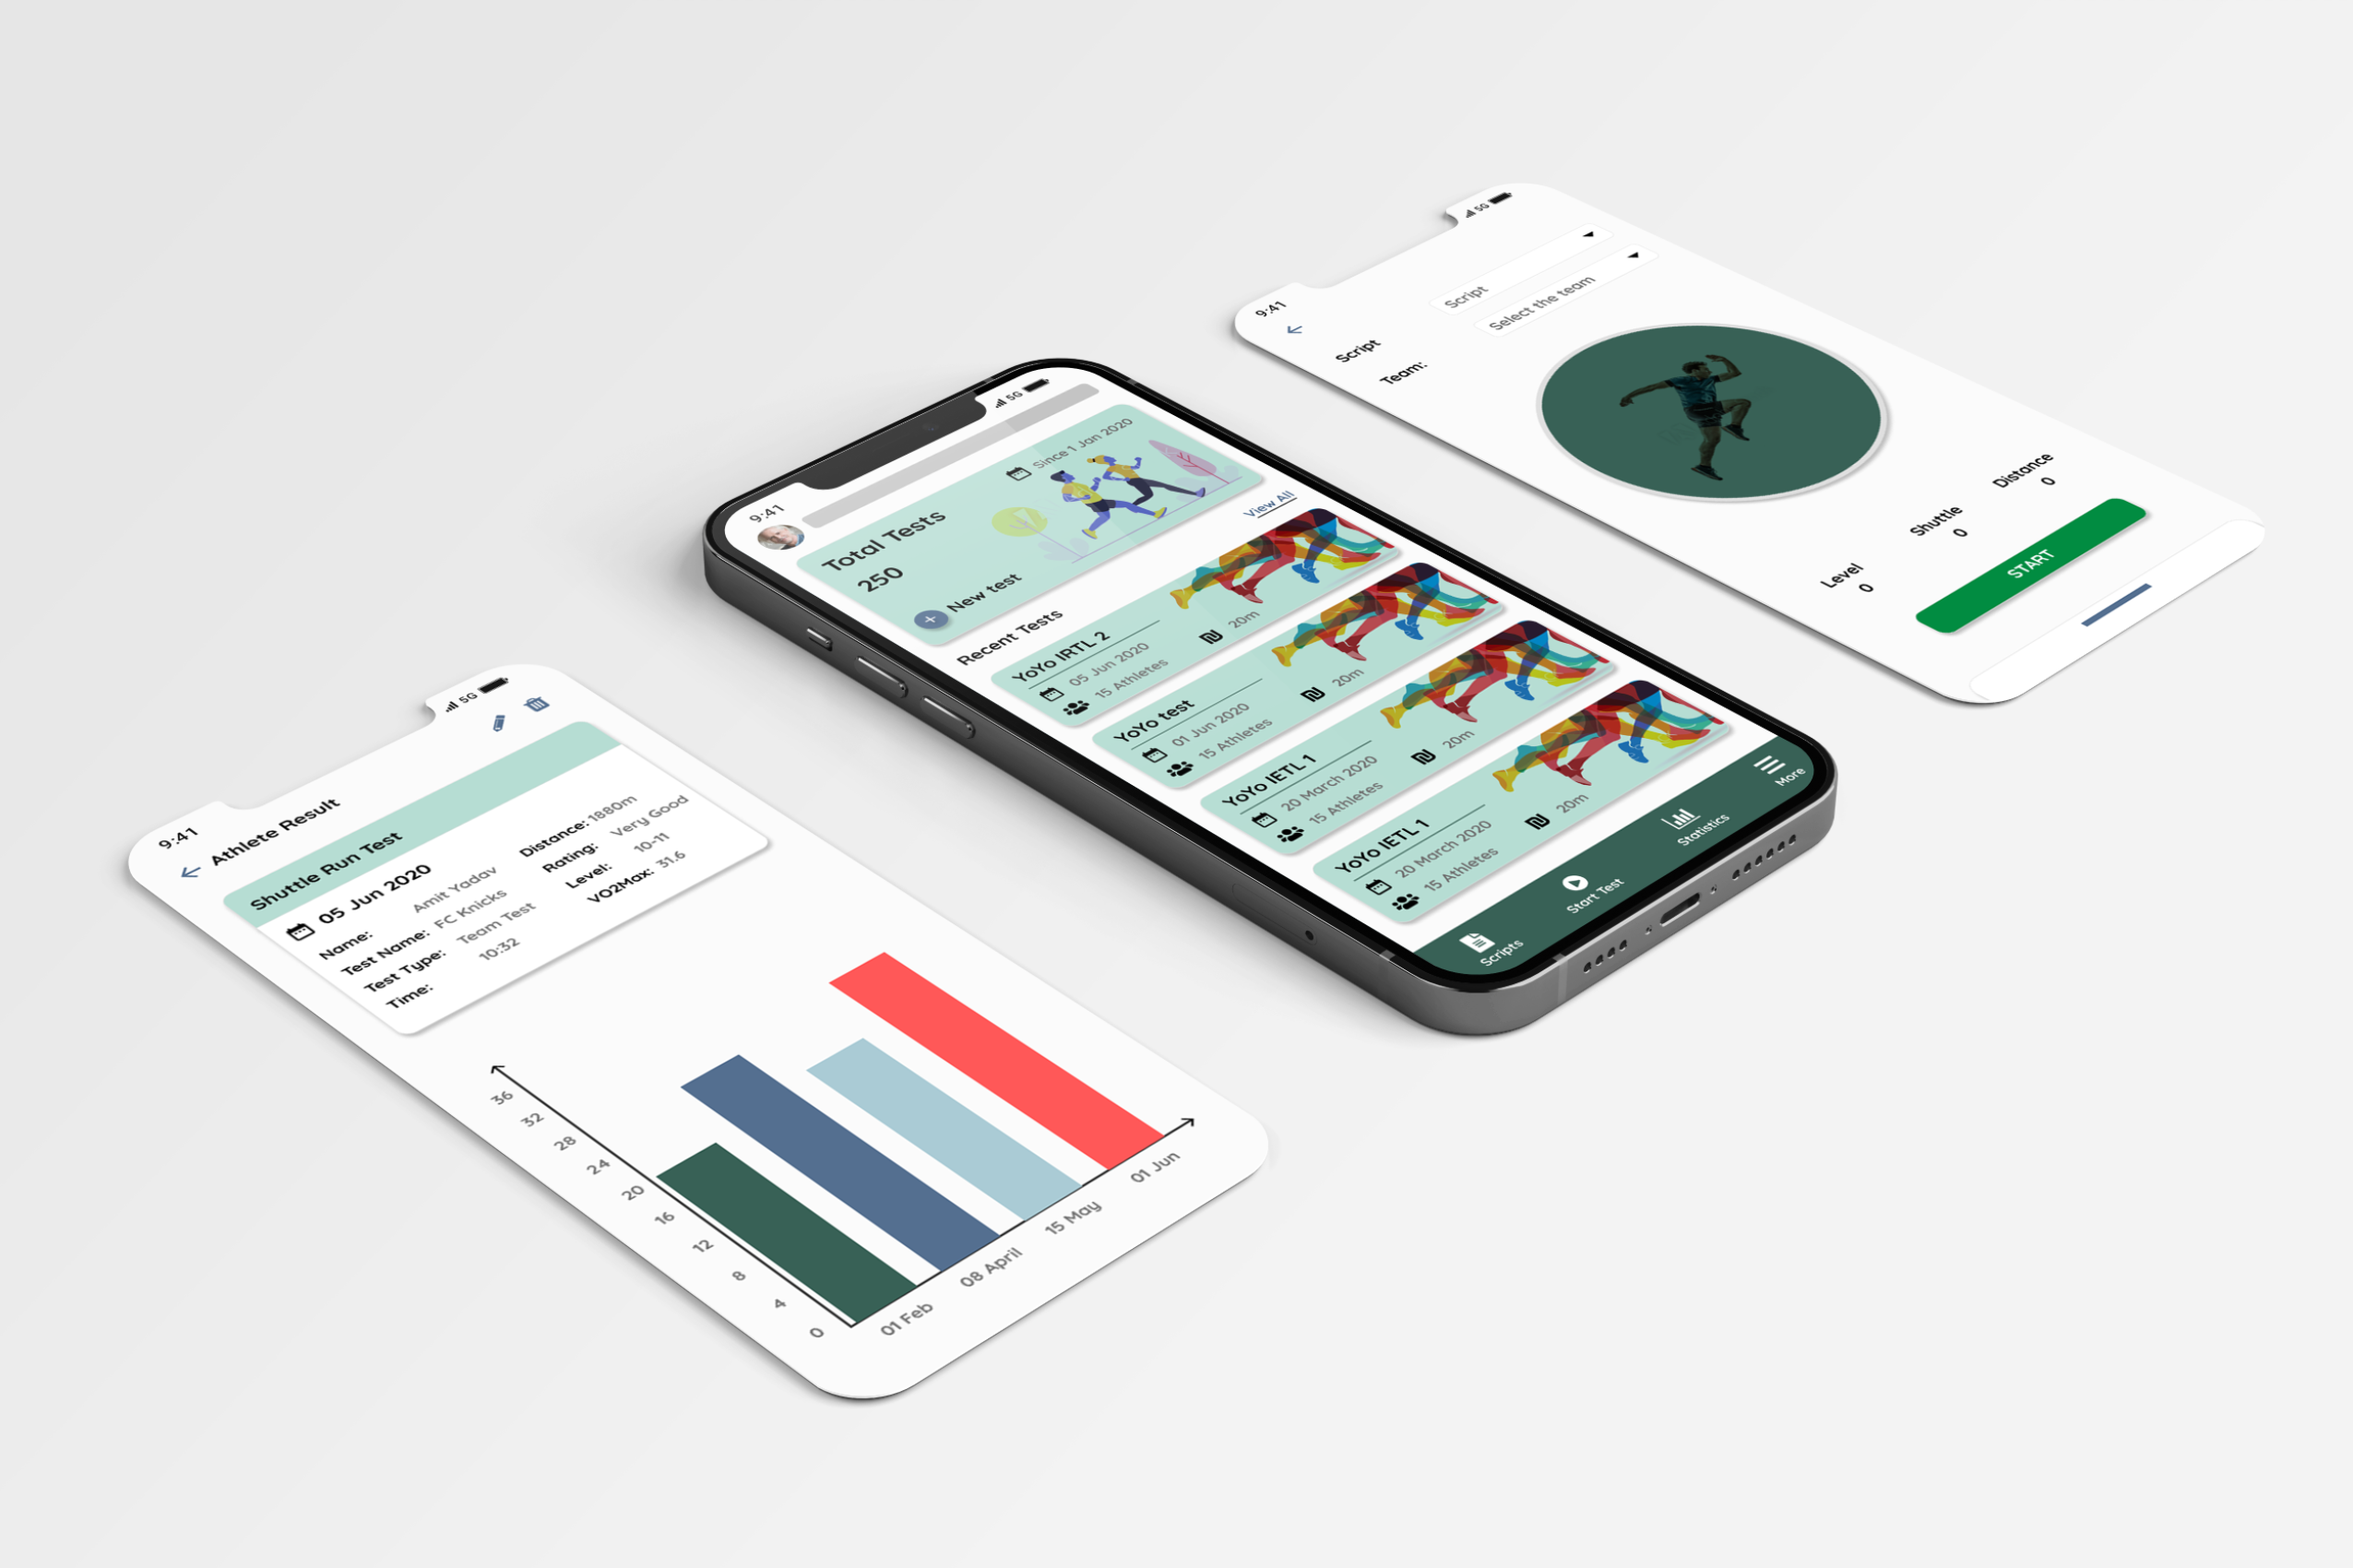 9:41
5G
Athlete Result
Shuttle Run Test
05 Jun 2020
Name: Amit Yadav
Test Name: FC Knicks
Test Type: Team Test
Time: 10:32
Distance: 1880m
Rating: Very Good
Level: 10-11
VO2Max: 31.6
36
32
28
24
20
16
12
8
4
0
01 Feb
08 April
15 May
01 Jun
9:41
5G
Total Tests
250
Since 1 Jan 2020
New test
Recent Tests
View All
YoYo IRTL 2
05 Jun 2020
15 Athletes
20m
YoYo test
01 Jun 2020
15 Athletes
20m
YoYo IETL 1
20 March 2020
15 Athletes
20m
YoYo IETL 1
20 March 2020
15 Athletes
20m
Scripts
Start Test
Statistics
More
9:41
5G
Script
Script
Team:
Select the team
Level
0
Shuttle
0
Distance
0
START